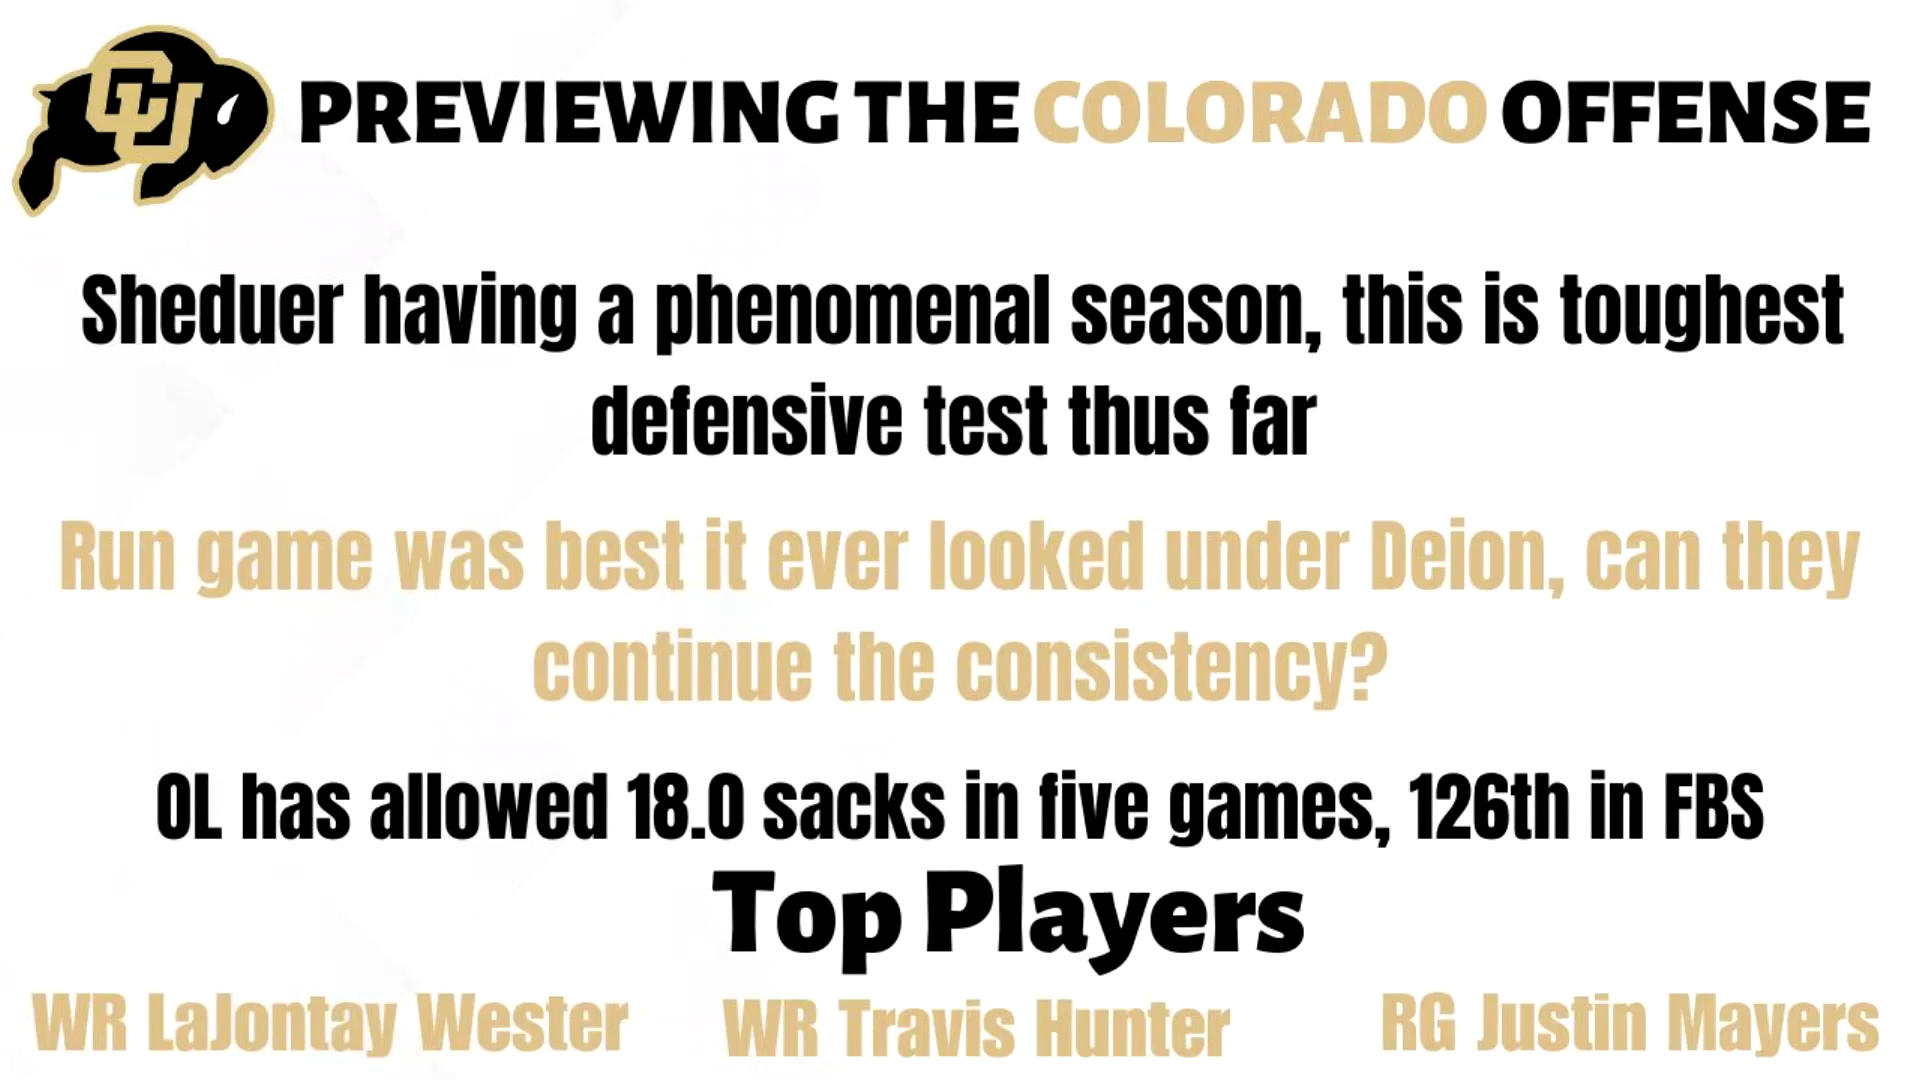 CU
PREVIEWING THE COLORADO OFFENSE
Sheduer having a phenomenal season, this is toughest
defensive test thus far
Run game was best it ever looked under Deion, can they
continue the consistency?
OL has allowed 18.0 sacks in five games, 126th in FBS
Top Players
WR LaJontay Wester
WR Travis Hunter
RG Justin Mayers